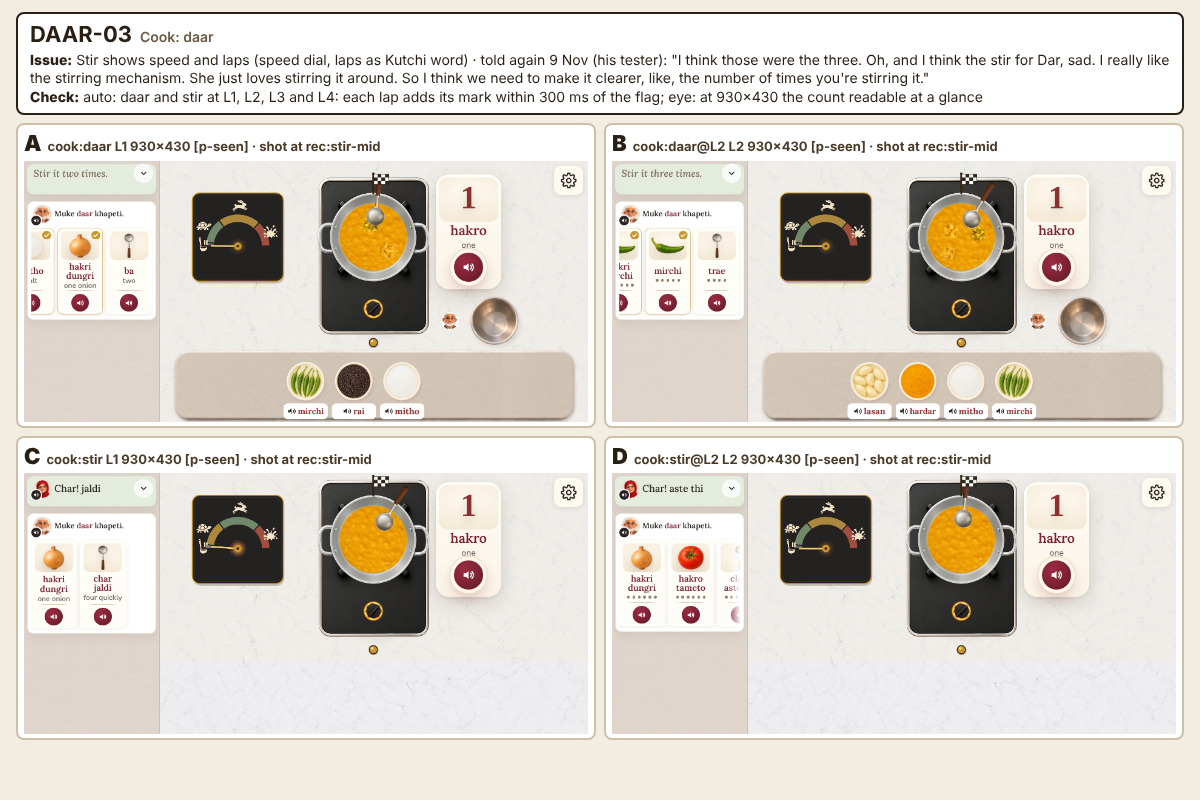 DAAR-03 Cook: daar
Issue: Stir shows speed and laps (speed dial, laps as Kutchi word) · told again 9 Nov (his tester): "I think those were the three. Oh, and I think the stir for Dar, sad. I really like
the stirring mechanism. She just loves stirring it around. So I think we need to make it clearer, like, the number of times you're stirring it."
Check: auto: daar and stir at L1, L2, L3 and L4: each lap adds its mark within 300 ms of the flag; eye: at 930×430 the count readable at a glance
A cook:daar L1 930×430 [p-seen] · shot at rec:stir-mid
Stir it two times.
Muke daar khapeti.
hakri
dungri
one onion
ba
two
1
hakro
one
mirchi rai mitho
B cook:daar@L2 L2 930×430 [p-seen] · shot at rec:stir-mid
Stir it three times.
Muke daar khapeti.
mirchi
trae
1
hakro
one
lasan hardar mitho mirchi
C cook:stir L1 930×430 [p-seen] · shot at rec:stir-mid
Char! jaldi
Muke daar khapeti.
hakri
dungri
one onion
char
jaldi
four quickly
1
hakro
one
D cook:stir@L2 L2 930×430 [p-seen] · shot at rec:stir-mid
Char! aste thi
Muke daar khapeti.
hakri
dungri
hakro
tameto
1
hakro
one